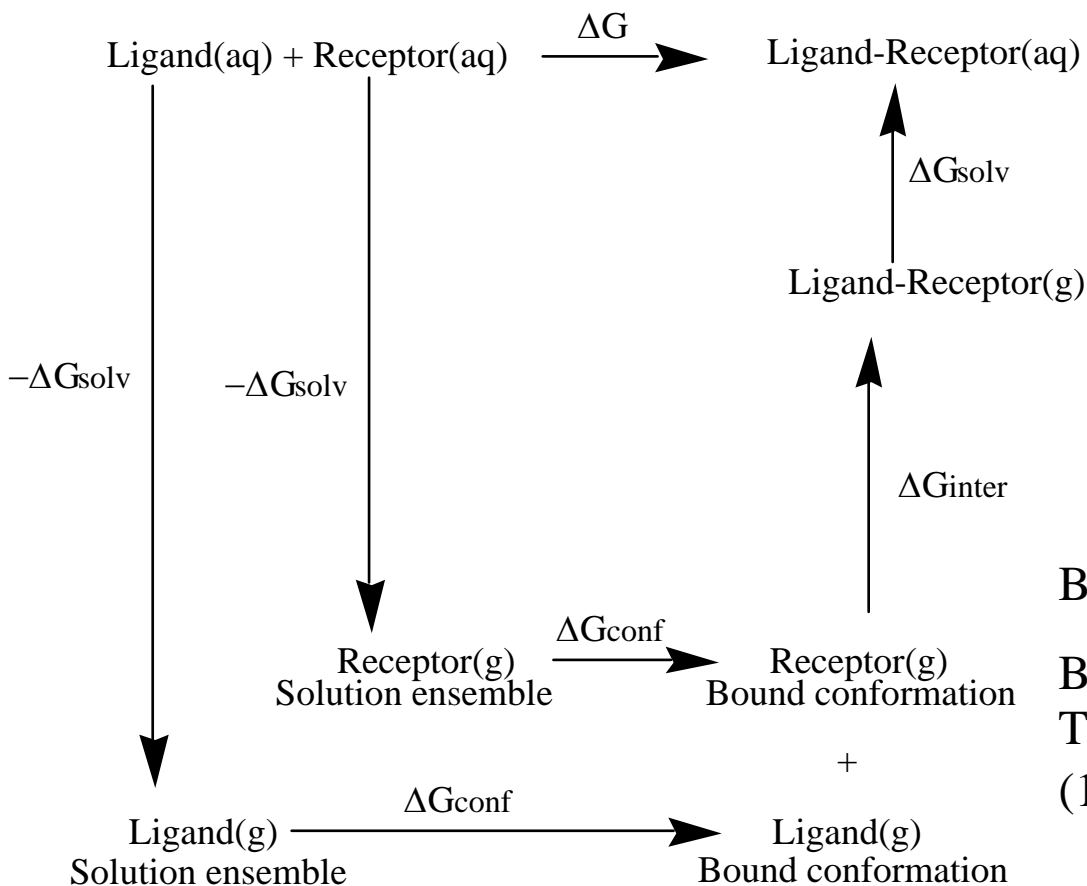 ΔG
Ligand(aq) + Receptor(aq)
Ligand-Receptor(aq)
ΔGsolv
Ligand-Receptor(g)
−ΔGsolv
−ΔGsolv
ΔGinter
B
ΔGconf
Receptor(g)
Solution ensemble
Receptor(g)
Bound conformation
B
T
+
(1
ΔGconf
Ligand(g)
Solution ensemble
Ligand(g)
Bound conformation